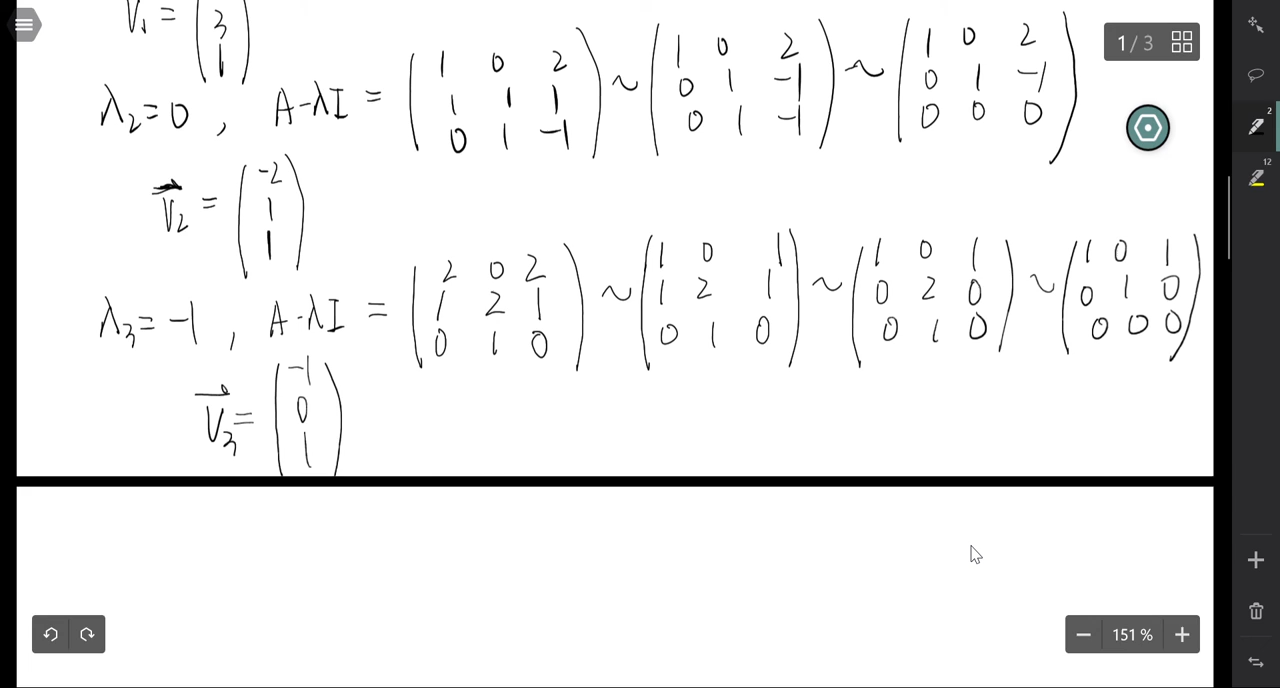 V₁ = ( 3 1 )
λ₂=0 , A-λI = ( 1 0 2 ; 1 1 1 ; 0 1 -1 ) ~ ( 1 0 2 ; 0 1 -1 ; 0 1 -1 ) ~ ( 1 0 2 ; 0 1 -1 ; 0 0 0 )
V₂ = ( -2 ; 1 ; 1 )
λ₃=-1 , A-λI = ( 2 0 2 ; 1 2 1 ; 0 1 0 ) ~ ( 1 0 1 ; 1 2 1 ; 0 1 0 ) ~ ( 1 0 1 ; 0 2 0 ; 0 1 0 ) ~ ( 1 0 1 ; 0 1 0 ; 0 0 0 )
V₃ = ( -1 ; 0 ; 1 )
1 / 3
2
12
151 %